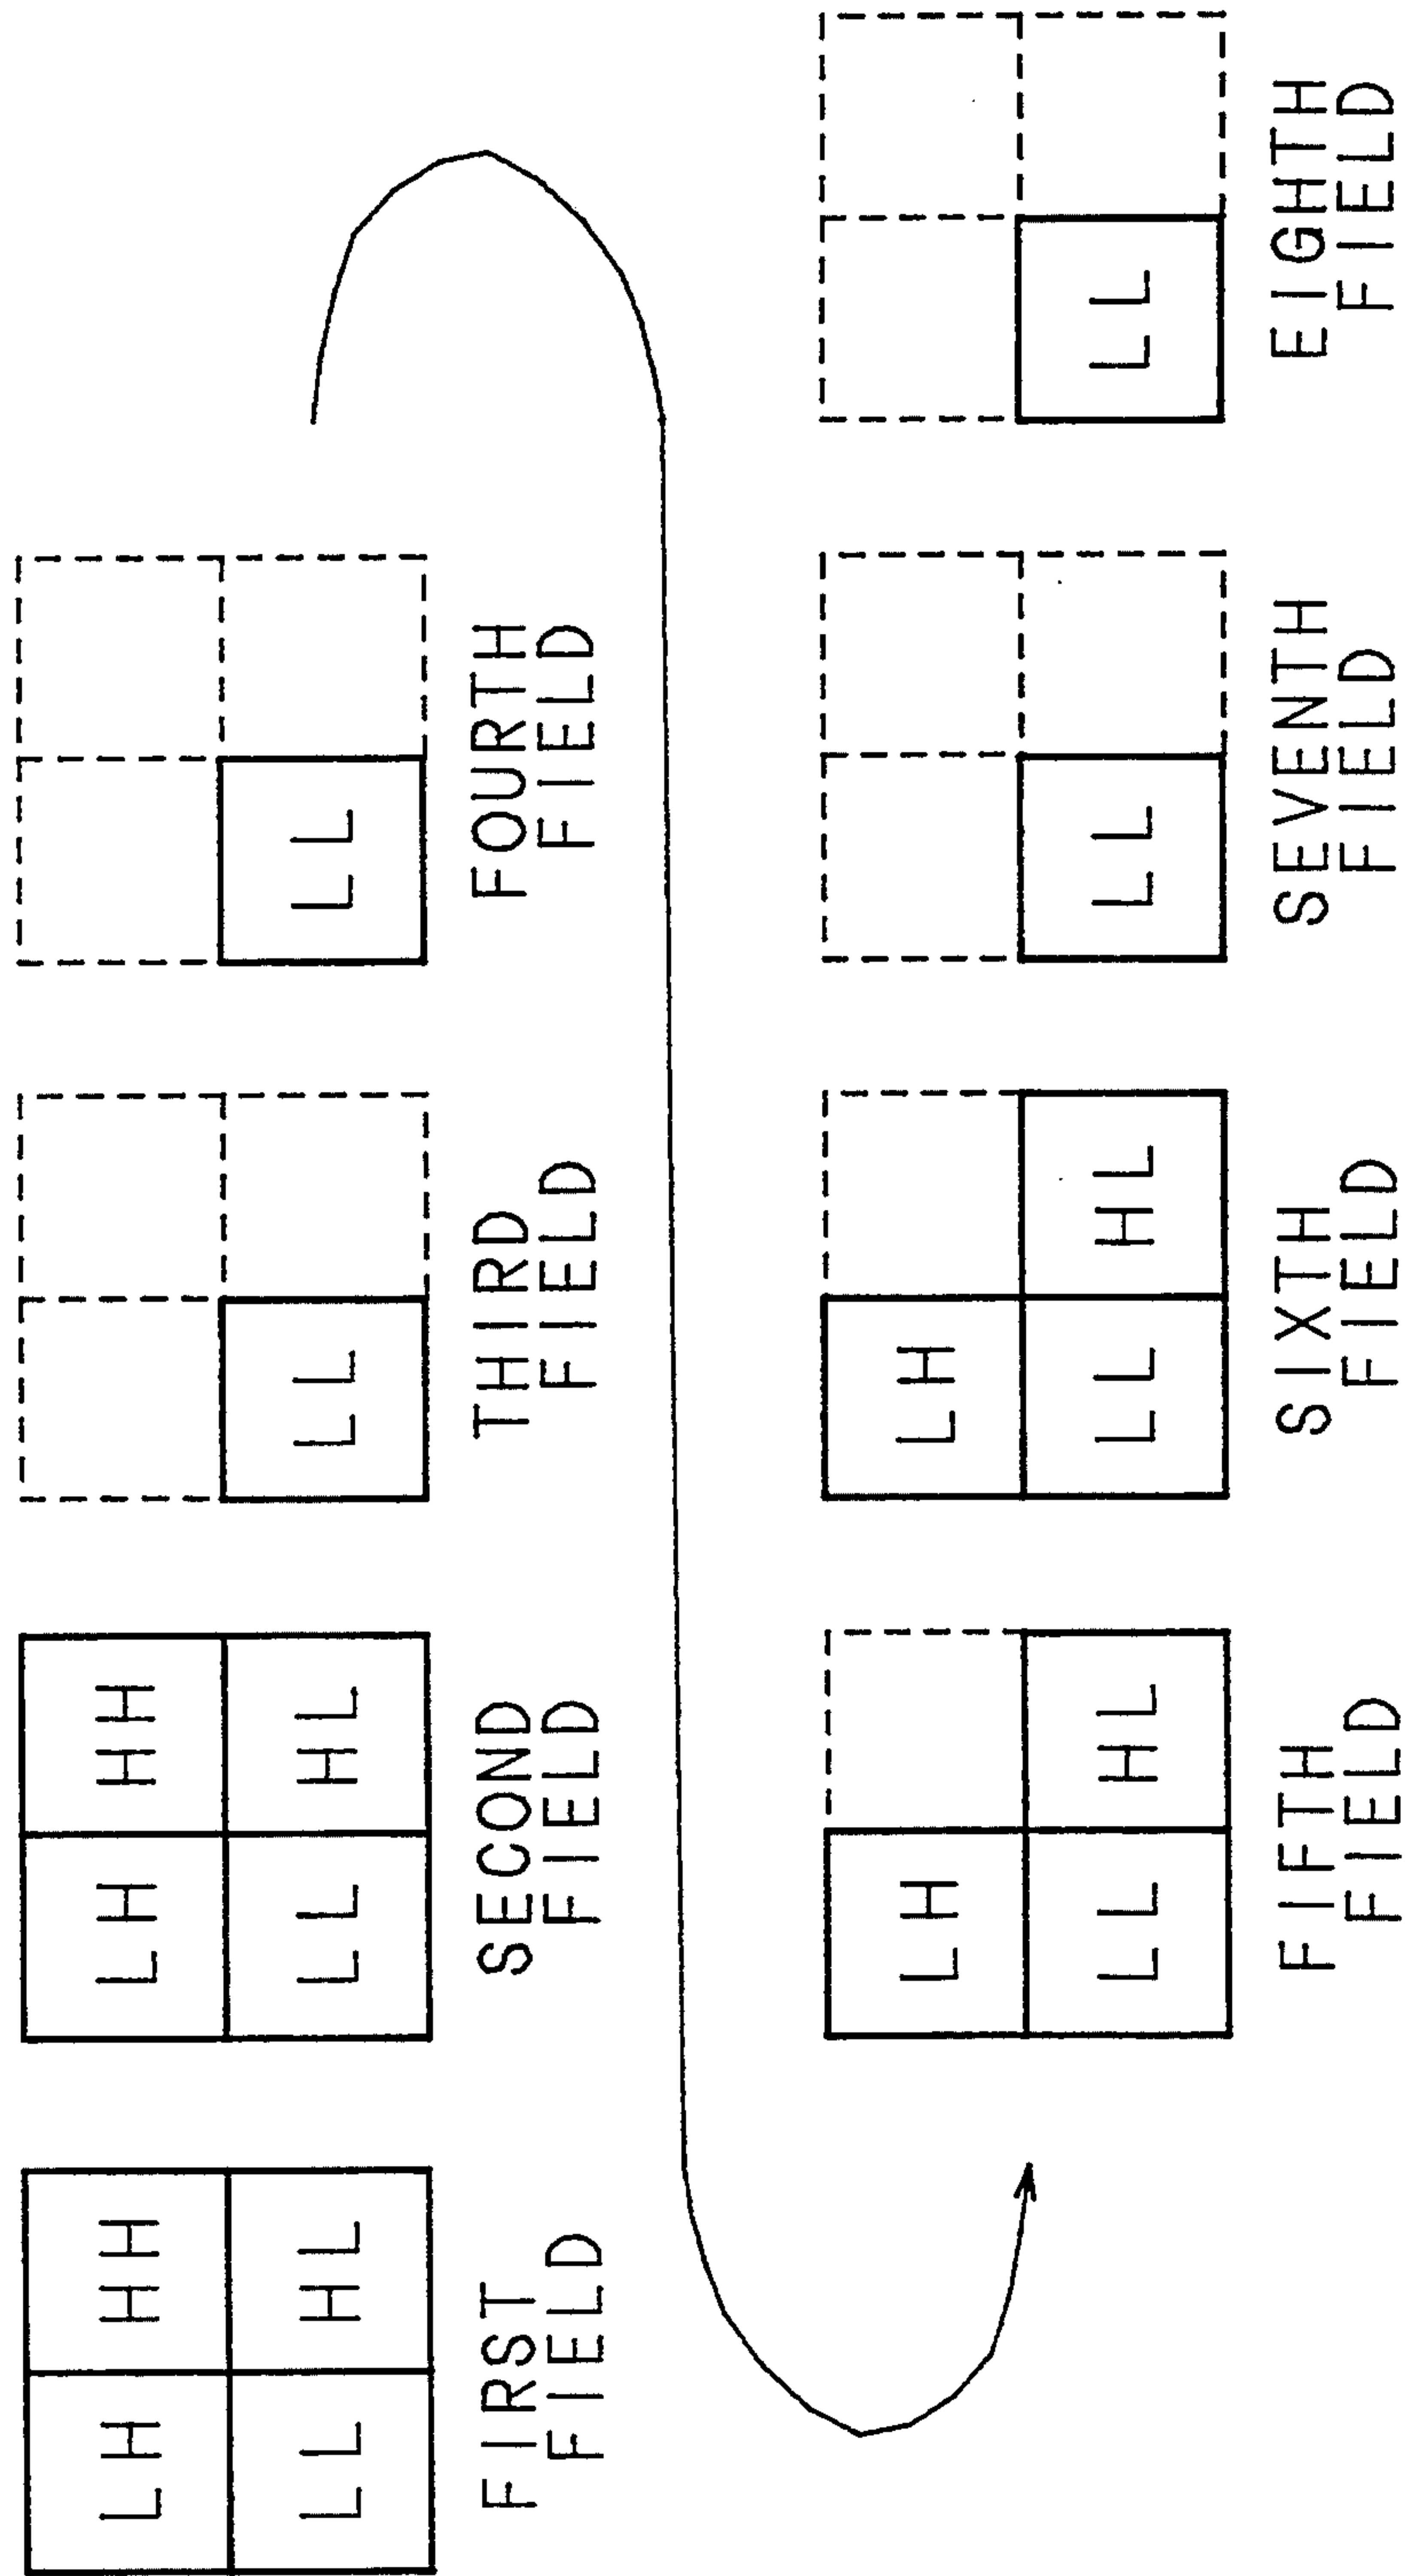 LH HH
LL HL
FIRST
FIELD
LH HH
LL HL
SECOND
FIELD
LL
THIRD
FIELD
LL
FOURTH
FIELD
LH
LL HL
FIFTH
FIELD
LH
LL HL
SIXTH
FIELD
LL
SEVENTH
FIELD
LL
EIGHTH
FIELD